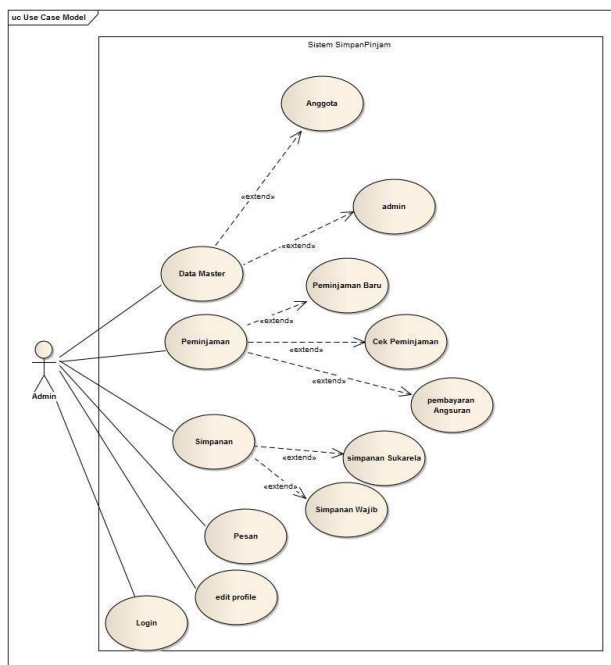 uc Use Case Model
Sistem SimpanPinjam
Anggota
«extend»
admin
«extend»
Data Master
Peminjaman Baru
«extend»
Peminjaman
Cek Peminjaman
«extend»
«extend»
pembayaran
Angsuran
Admin
Simpanan
simpanan Sukarela
«extend»
«extend»
Simpanan Wajib
Pesan
edit profile
Login